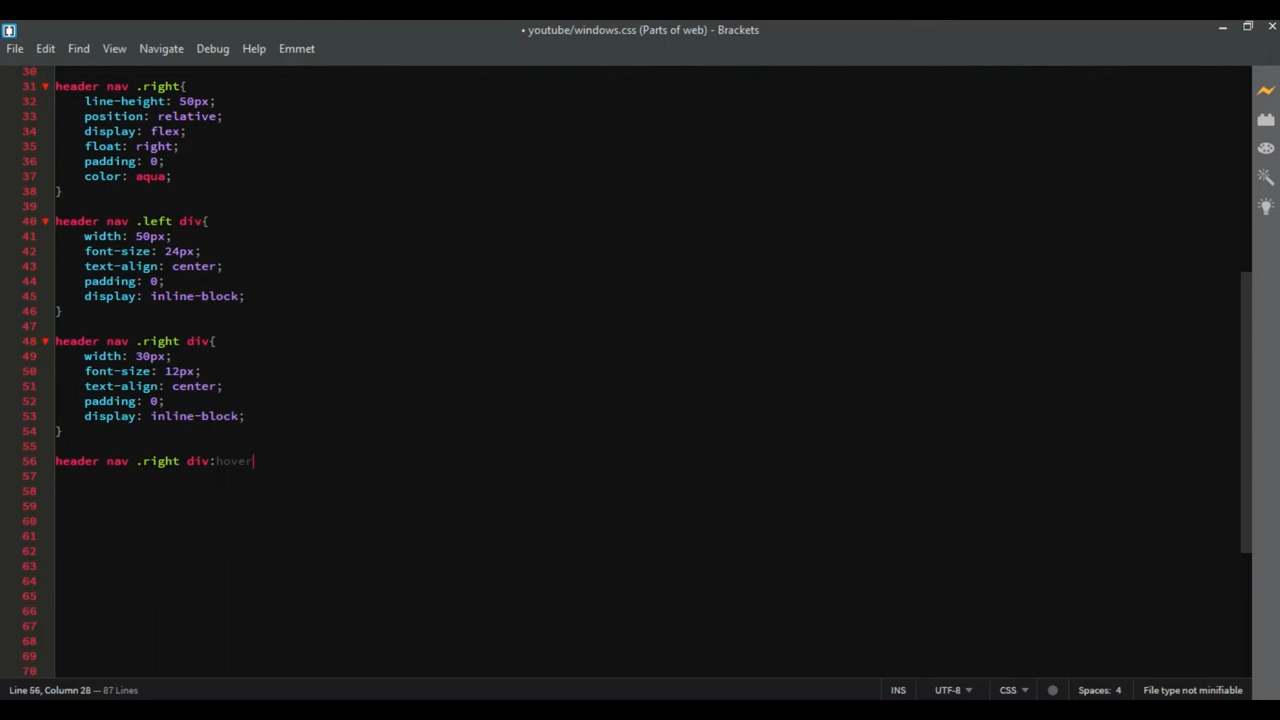 • youtube/windows.css (Parts of web) - Brackets
File Edit Find View Navigate Debug Help Emmet
30
31 header nav .right{
32 line-height: 50px;
33 position: relative;
34 display: flex;
35 float: right;
36 padding: 0;
37 color: aqua;
38 }
39
40 header nav .left div{
41 width: 50px;
42 font-size: 24px;
43 text-align: center;
44 padding: 0;
45 display: inline-block;
46 }
47
48 header nav .right div{
49 width: 30px;
50 font-size: 12px;
51 text-align: center;
52 padding: 0;
53 display: inline-block;
54 }
55
56 header nav .right div:hover
57
58
59
60
61
62
63
64
65
66
67
68
69
70
Line 56, Column 28 — 87 Lines INS UTF-8 CSS Spaces: 4 File type not minifiable